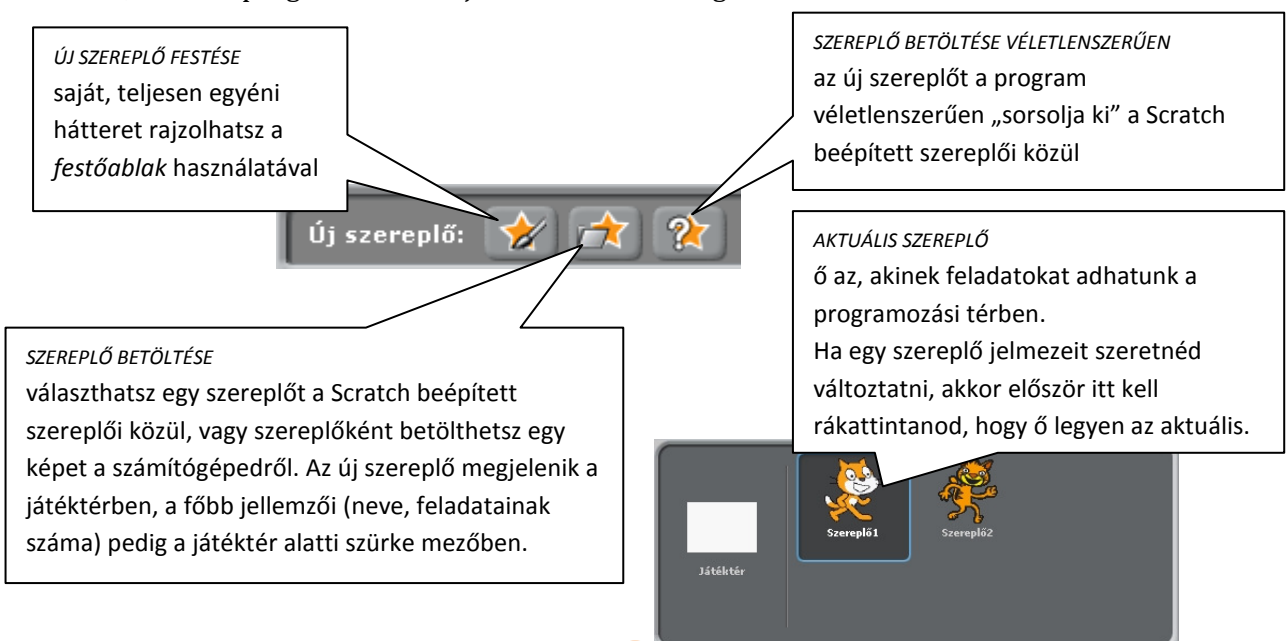 ÚJ SZEREPLŐ FESTÉSE
saját, teljesen egyéni
hátteret rajzolhatsz a
festőablak használatával
SZEREPLŐ BETÖLTÉSE VÉLETLENSZERŰEN
az új szereplőt a program
véletlenszerűen „sorsolja ki” a Scratch
beépített szereplői közül
Új szereplő:
AKTUÁLIS SZEREPLŐ
ő az, akinek feladatokat adhatunk a
programozási térben.
Ha egy szereplő jelmezeit szeretnéd
változtatni, akkor először itt kell
rákattintanod, hogy ő legyen az aktuális.
SZEREPLŐ BETÖLTÉSE
választhatsz egy szereplőt a Scratch beépített
szereplői közül, vagy szereplőként betölthetsz egy
képet a számítógépedről. Az új szereplő megjelenik a
játéktérben, a főbb jellemzői (neve, feladatainak
száma) pedig a játéktér alatti szürke mezőben.
Szereplő1
Szereplő2
Játéktér